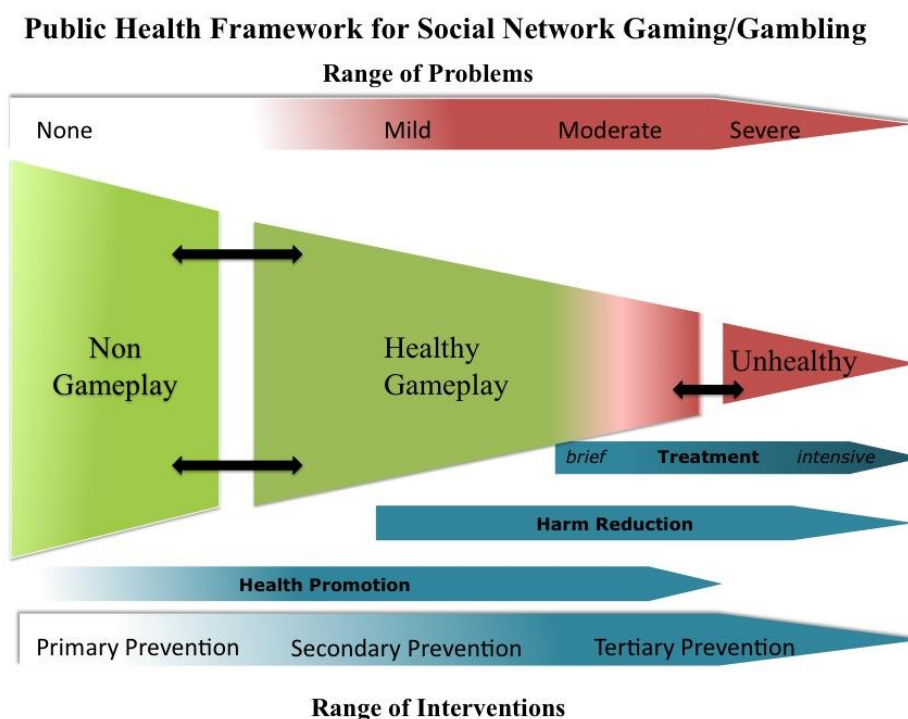 Public Health Framework for Social Network Gaming/Gambling
Range of Problems
None Mild Moderate Severe
Non
Gameplay
Healthy
Gameplay
Unhealthy
brief Treatment intensive
Harm Reduction
Health Promotion
Primary Prevention Secondary Prevention Tertiary Prevention
Range of Interventions